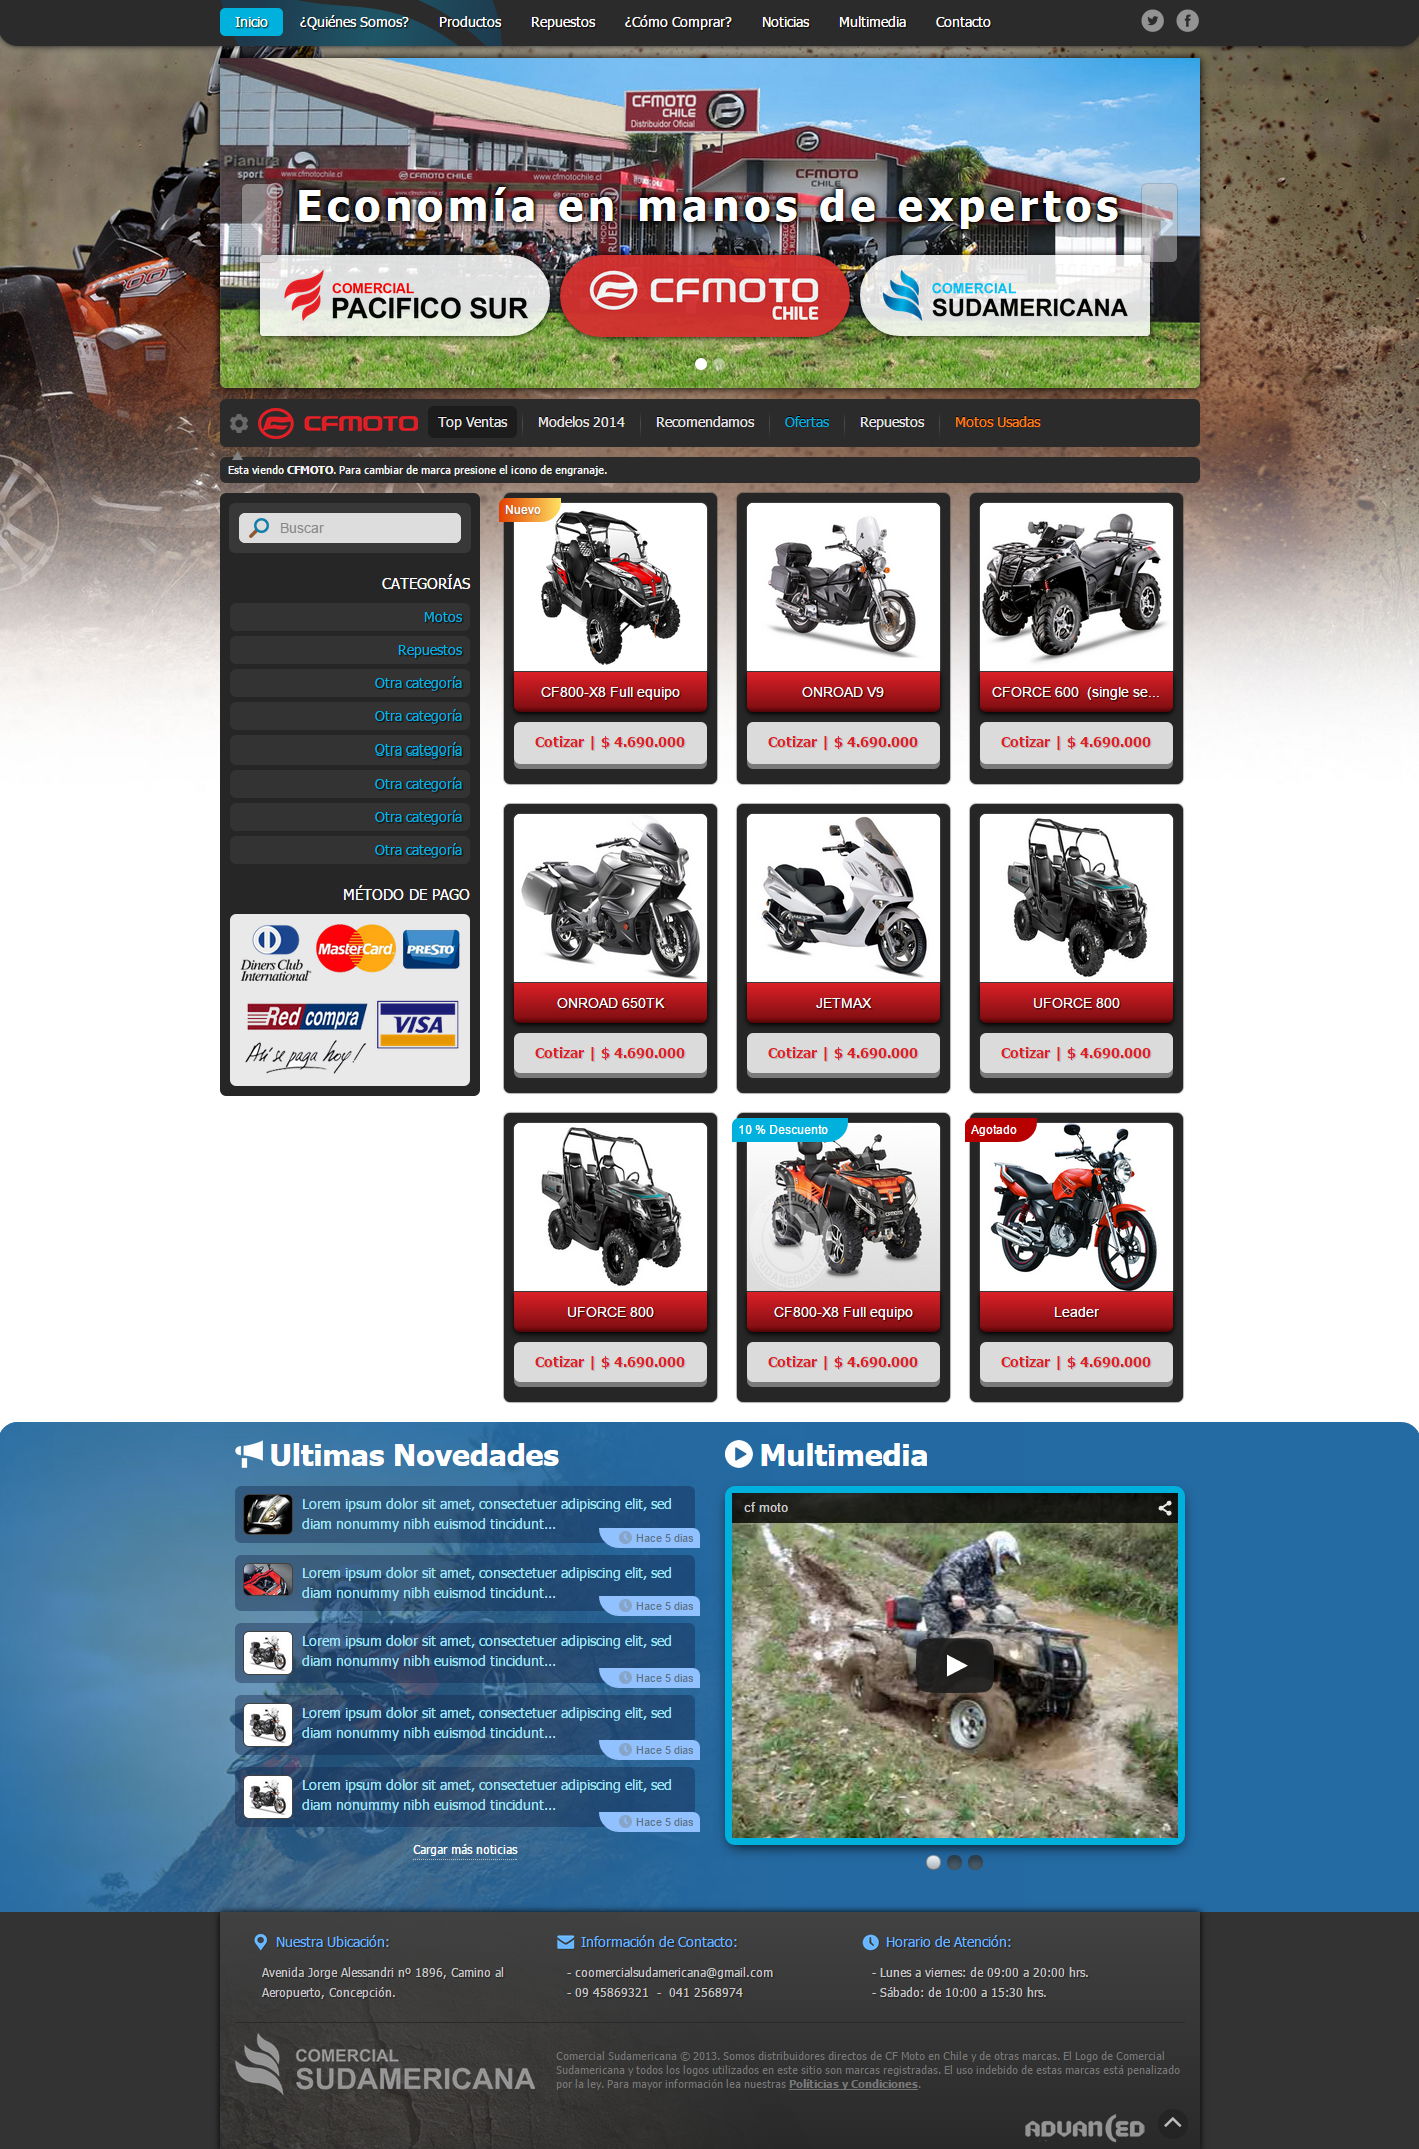 Inicio
¿Quiénes Somos?
Productos
Repuestos
¿Cómo Comprar?
Noticias
Multimedia
Contacto
CFMOTO
CHILE
Distribuidor Oficial
Pianura
sport
www.cfmotochile.cl
CFMOTO CHILE
www.cfmotochile.cl
CFMOTO
CHILE
Economía en manos de expertos
COMERCIAL
PACIFICO SUR
CFMOTO
CHILE
COMERCIAL
SUDAMERICANA
CFMOTO
Top Ventas
Modelos 2014
Recomendamos
Ofertas
Repuestos
Motos Usadas
Esta viendo CFMOTO. Para cambiar de marca presione el icono de engranaje.
Buscar
CATEGORÍAS
Motos
Repuestos
Otra categoría
Otra categoría
Otra categoría
Otra categoría
Otra categoría
Otra categoría
MÉTODO DE PAGO
Diners Club
International
MasterCard
PRESTO
Red compra
VISA
Así se paga hoy!
Nuevo
CF800-X8 Full equipo
Cotizar | $ 4.690.000
ONROAD V9
Cotizar | $ 4.690.000
CFORCE 600 (single se...
Cotizar | $ 4.690.000
ONROAD 650TK
Cotizar | $ 4.690.000
JETMAX
Cotizar | $ 4.690.000
UFORCE 800
Cotizar | $ 4.690.000
UFORCE 800
Cotizar | $ 4.690.000
10 % Descuento
COMERCIAL
SUDAMERICANA
CF800-X8 Full equipo
Cotizar | $ 4.690.000
Agotado
Leader
Cotizar | $ 4.690.000
Ultimas Novedades
Lorem ipsum dolor sit amet, consectetuer adipiscing elit, sed
diam nonummy nibh euismod tincidunt...
Hace 5 dias
Lorem ipsum dolor sit amet, consectetuer adipiscing elit, sed
diam nonummy nibh euismod tincidunt...
Hace 5 dias
Lorem ipsum dolor sit amet, consectetuer adipiscing elit, sed
diam nonummy nibh euismod tincidunt...
Hace 5 dias
Lorem ipsum dolor sit amet, consectetuer adipiscing elit, sed
diam nonummy nibh euismod tincidunt...
Hace 5 dias
Lorem ipsum dolor sit amet, consectetuer adipiscing elit, sed
diam nonummy nibh euismod tincidunt...
Hace 5 dias
Cargar más noticias
Multimedia
cf moto
Nuestra Ubicación:
Avenida Jorge Alessandri nº 1896, Camino al
Aeropuerto, Concepción.
Información de Contacto:
- coomercialsudamericana@gmail.com
- 09 45869321 - 041 2568974
Horario de Atención:
- Lunes a viernes: de 09:00 a 20:00 hrs.
- Sábado: de 10:00 a 15:30 hrs.
COMERCIAL
SUDAMERICANA
Comercial Sudamericana © 2013. Somos distribuidores directos de CF Moto en Chile y de otras marcas. El Logo de Comercial
Sudamericana y todos los logos utilizados en este sitio son marcas registradas. El uso indebido de estas marcas está penalizado
por la ley. Para mayor información lea nuestras Políticias y Condiciones.
ADVANCED